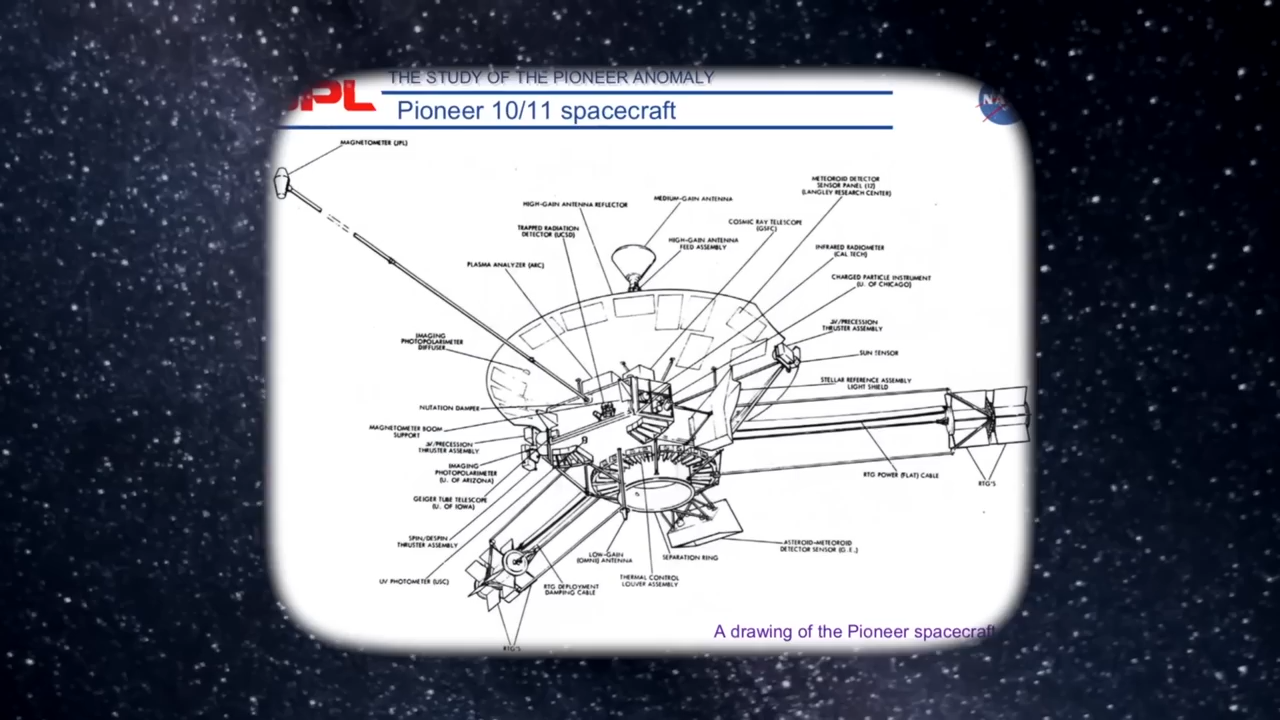 THE STUDY OF THE PIONEER ANOMALY
JPL
Pioneer 10/11 spacecraft
MAGNETOMETER (JPL)
METEOROID DETECTOR
SENSOR PANEL (12)
(LANGLEY RESEARCH CENTER)
HIGH-GAIN ANTENNA REFLECTOR
MEDIUM-GAIN ANTENNA
TRAPPED RADIATION
DETECTOR (UCSD)
COSMIC RAY TELESCOPE
(GSFC)
HIGH-GAIN ANTENNA
FEED ASSEMBLY
INFRARED RADIOMETER
(CAL TECH)
PLASMA ANALYZER (ARC)
CHARGED PARTICLE INSTRUMENT
(U. OF CHICAGO)
ΔV/PRECESSION
THRUSTER ASSEMBLY
IMAGING
PHOTOPOLARIMETER
DIFFUSER
SUN TENSOR
STELLAR REFERENCE ASSEMBLY
LIGHT SHIELD
NUTATION DAMPER
MAGNETOMETER BOOM
SUPPORT
ΔV/PRECESSION
THRUSTER ASSEMBLY
IMAGING
PHOTOPOLARIMETER
(U. OF ARIZONA)
RTG POWER (FLAT) CABLE
RTG'S
GEIGER TUBE TELESCOPE
(U. OF IOWA)
SPIN/DESPIN
THRUSTER ASSEMBLY
ASTEROID-METEOROID
DETECTOR SENSOR (G.E.)
LOW-GAIN
(OMNI) ANTENNA
SEPARATION RING
UV PHOTOMETER (USC)
RTG DEPLOYMENT
DAMPING CABLE
THERMAL CONTROL
LOUVER ASSEMBLY
RTG'S
A drawing of the Pioneer spacecraft